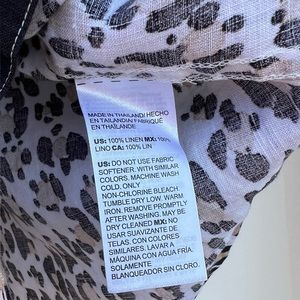 MADE IN THAILAND/ HECHO
EN TAILANDIA/ FABRIQUÉ
EN THAÏLANDE
US: 100% LINEN MX: 100%
LINO CA: 100% LIN
US: DO NOT USE FABRIC
SOFTENER. WITH SIMILAR
COLORS. MACHINE WASH
COLD. ONLY
NON-CHLORINE BLEACH.
TUMBLE DRY LOW. WARM
IRON. REMOVE PROMPTLY
AFTER WASHING. MAY BE
DRY CLEANED MX: NO
USAR SUAVIZANTE DE
TELAS. CON COLORES
SIMILARES. LAVAR A
MÁQUINA CON AGUA FRÍA.
SOLAMENTE
BLANQUEADOR SIN CLORO.